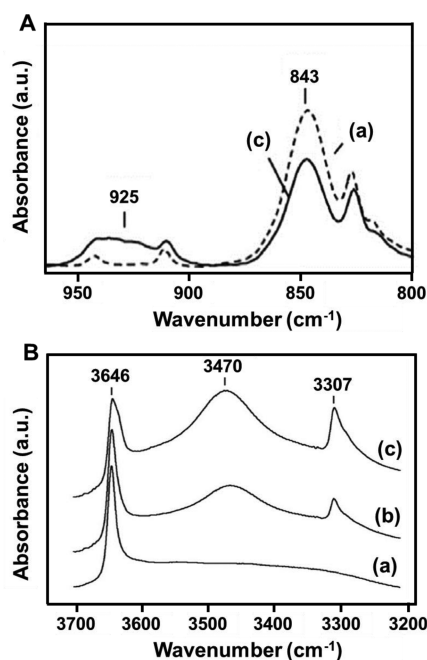 A
Absorbance (a.u.)
843
(a)
(c)
925
950 900 850 800
Wavenumber (cm⁻¹)
B
Absorbance (a.u.)
3646 3470 3307
(c)
(b)
(a)
3700 3600 3500 3400 3300 3200
Wavenumber (cm⁻¹)